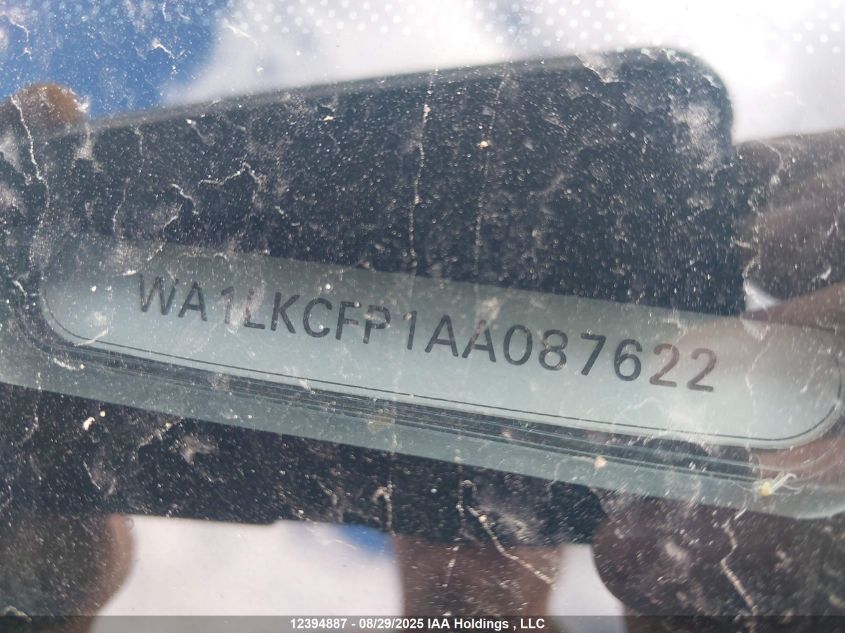 WA1LKCFP1AA087622
12394887 - 08/29/2025 IAA Holdings , LLC